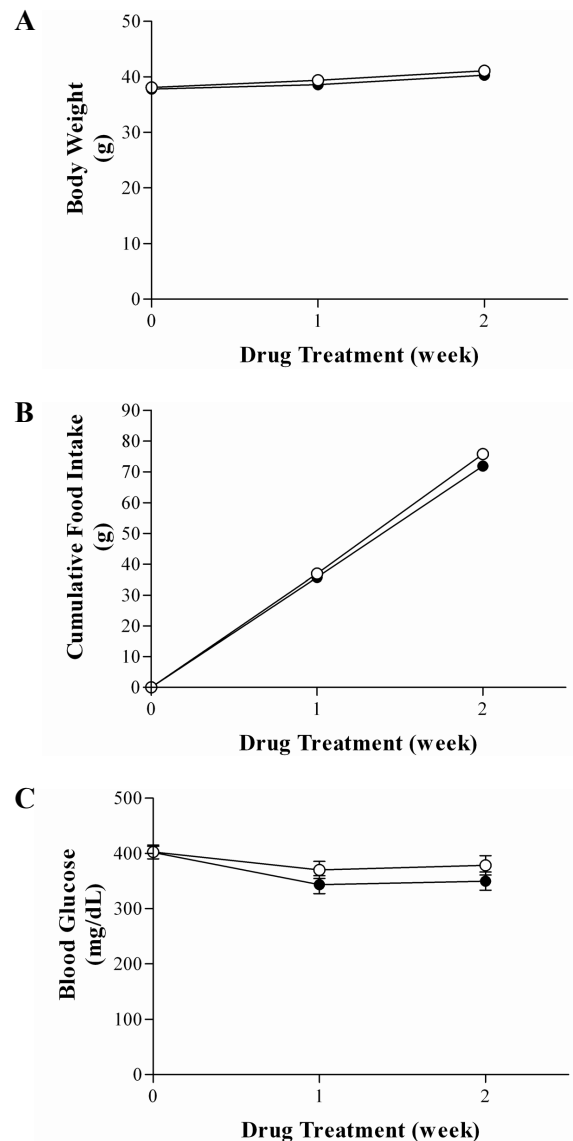 A
Body Weight
(g)
50
40
30
20
10
0
0 1 2
Drug Treatment (week)
B
Cumulative Food Intake
(g)
90
80
70
60
50
40
30
20
10
0
0 1 2
Drug Treatment (week)
C
Blood Glucose
(mg/dL)
500
400
300
200
100
0
0 1 2
Drug Treatment (week)